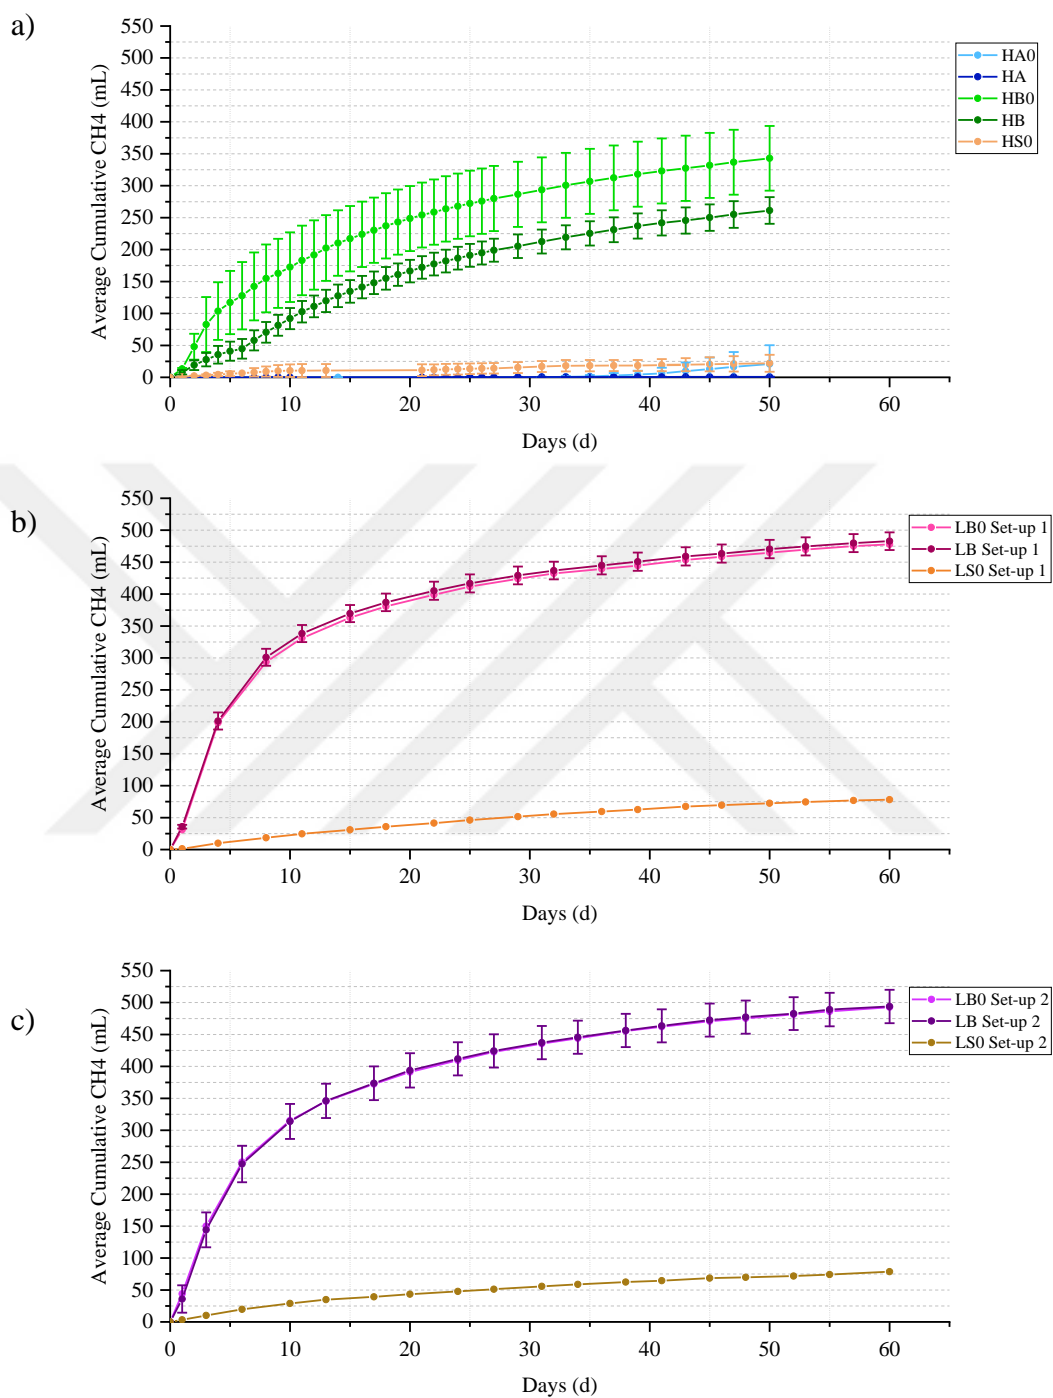 a)
550
500
450
400
350
300
250
200
150
100
50
0
Average Cumulative CH4 (mL)
0 10 20 30 40 50 60
Days (d)
HA0
HA
HB0
HB
HS0
b)
550
500
450
400
350
300
250
200
150
100
50
0
Average Cumulative CH4 (mL)
0 10 20 30 40 50 60
Days (d)
LB0 Set-up 1
LB Set-up 1
LS0 Set-up 1
c)
550
500
450
400
350
300
250
200
150
100
50
0
Average Cumulative CH4 (mL)
0 10 20 30 40 50 60
Days (d)
LB0 Set-up 2
LB Set-up 2
LS0 Set-up 2